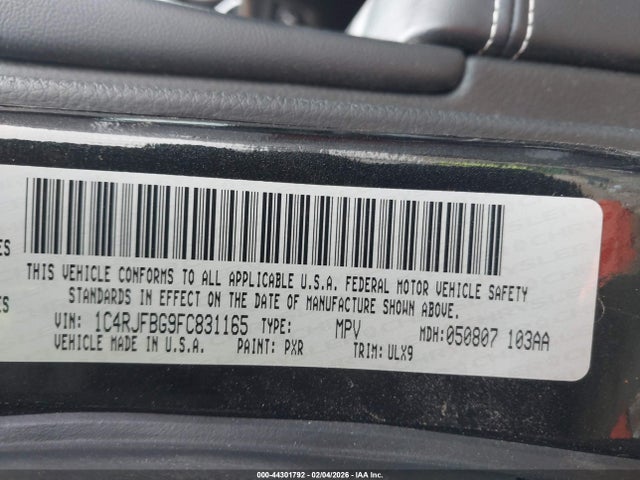 ES
ES
THIS VEHICLE CONFORMS TO ALL APPLICABLE U.S.A. FEDERAL MOTOR VEHICLE SAFETY
STANDARDS IN EFFECT ON THE DATE OF MANUFACTURE SHOWN ABOVE.
VIN: 1C4RJFBG9FC831165 TYPE: MPV MDH:050807 103AA
VEHICLE MADE IN U.S.A. PAINT: PXR TRIM: ULX9
000-44301792 - 02/04/2026 - IAA Inc.